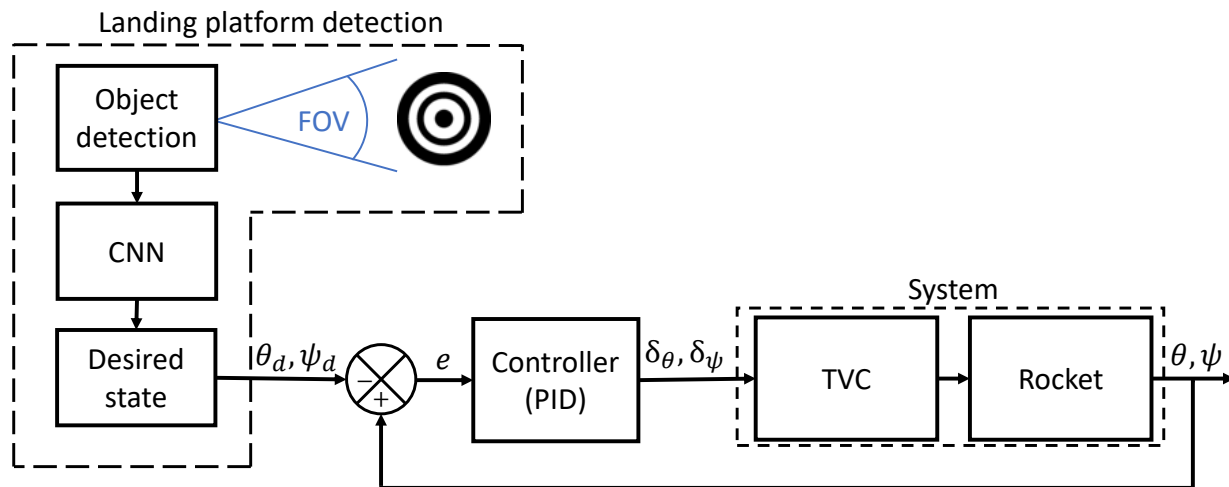 Landing platform detection
Object
detection
FOV
CNN
Desired
state
θ_d, ψ_d
−
+
e
Controller
(PID)
δ_θ, δ_ψ
System
TVC
Rocket
θ, ψ